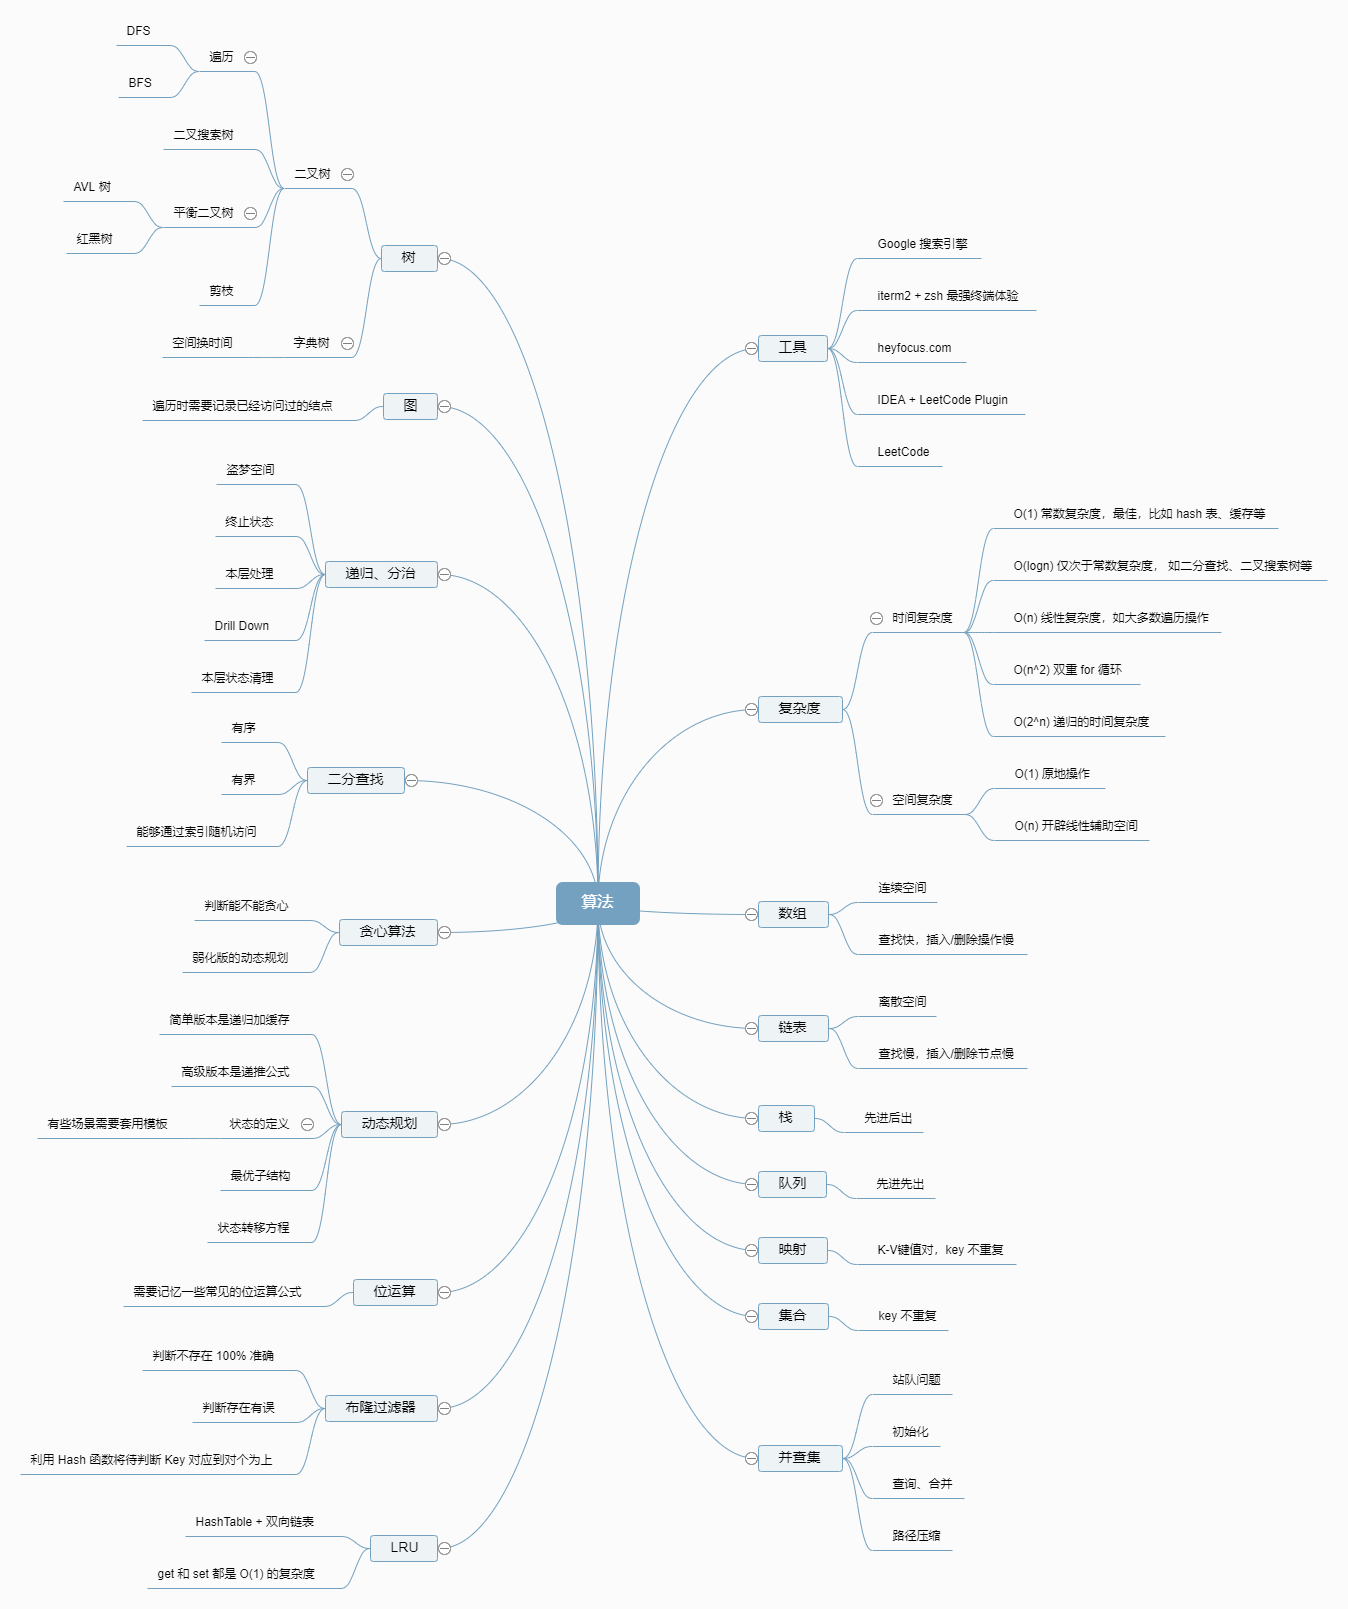 算法
工具
Google 搜索引擎
iterm2 + zsh 最强终端体验
heyfocus.com
IDEA + LeetCode Plugin
LeetCode
复杂度
时间复杂度
O(1) 常数复杂度，最佳，比如 hash 表、缓存等
O(logn) 仅次于常数复杂度， 如二分查找、二叉搜索树等
O(n) 线性复杂度，如大多数遍历操作
O(n^2) 双重 for 循环
O(2^n) 递归的时间复杂度
空间复杂度
O(1) 原地操作
O(n) 开辟线性辅助空间
数组
连续空间
查找快，插入/删除操作慢
链表
离散空间
查找慢，插入/删除节点慢
栈
先进后出
队列
先进先出
映射
K-V键值对，key 不重复
集合
key 不重复
并查集
站队问题
初始化
查询、合并
路径压缩
树
二叉树
遍历
DFS
BFS
二叉搜索树
平衡二叉树
AVL 树
红黑树
剪枝
字典树
空间换时间
图
遍历时需要记录已经访问过的结点
递归、分治
盗梦空间
终止状态
本层处理
Drill Down
本层状态清理
二分查找
有序
有界
能够通过索引随机访问
贪心算法
判断能不能贪心
弱化版的动态规划
动态规划
简单版本是递归加缓存
高级版本是递推公式
状态的定义
有些场景需要套用模板
最优子结构
状态转移方程
位运算
需要记忆一些常见的位运算公式
布隆过滤器
判断不存在 100% 准确
判断存在有误
利用 Hash 函数将待判断 Key 对应到对个为上
LRU
HashTable + 双向链表
get 和 set 都是 O(1) 的复杂度